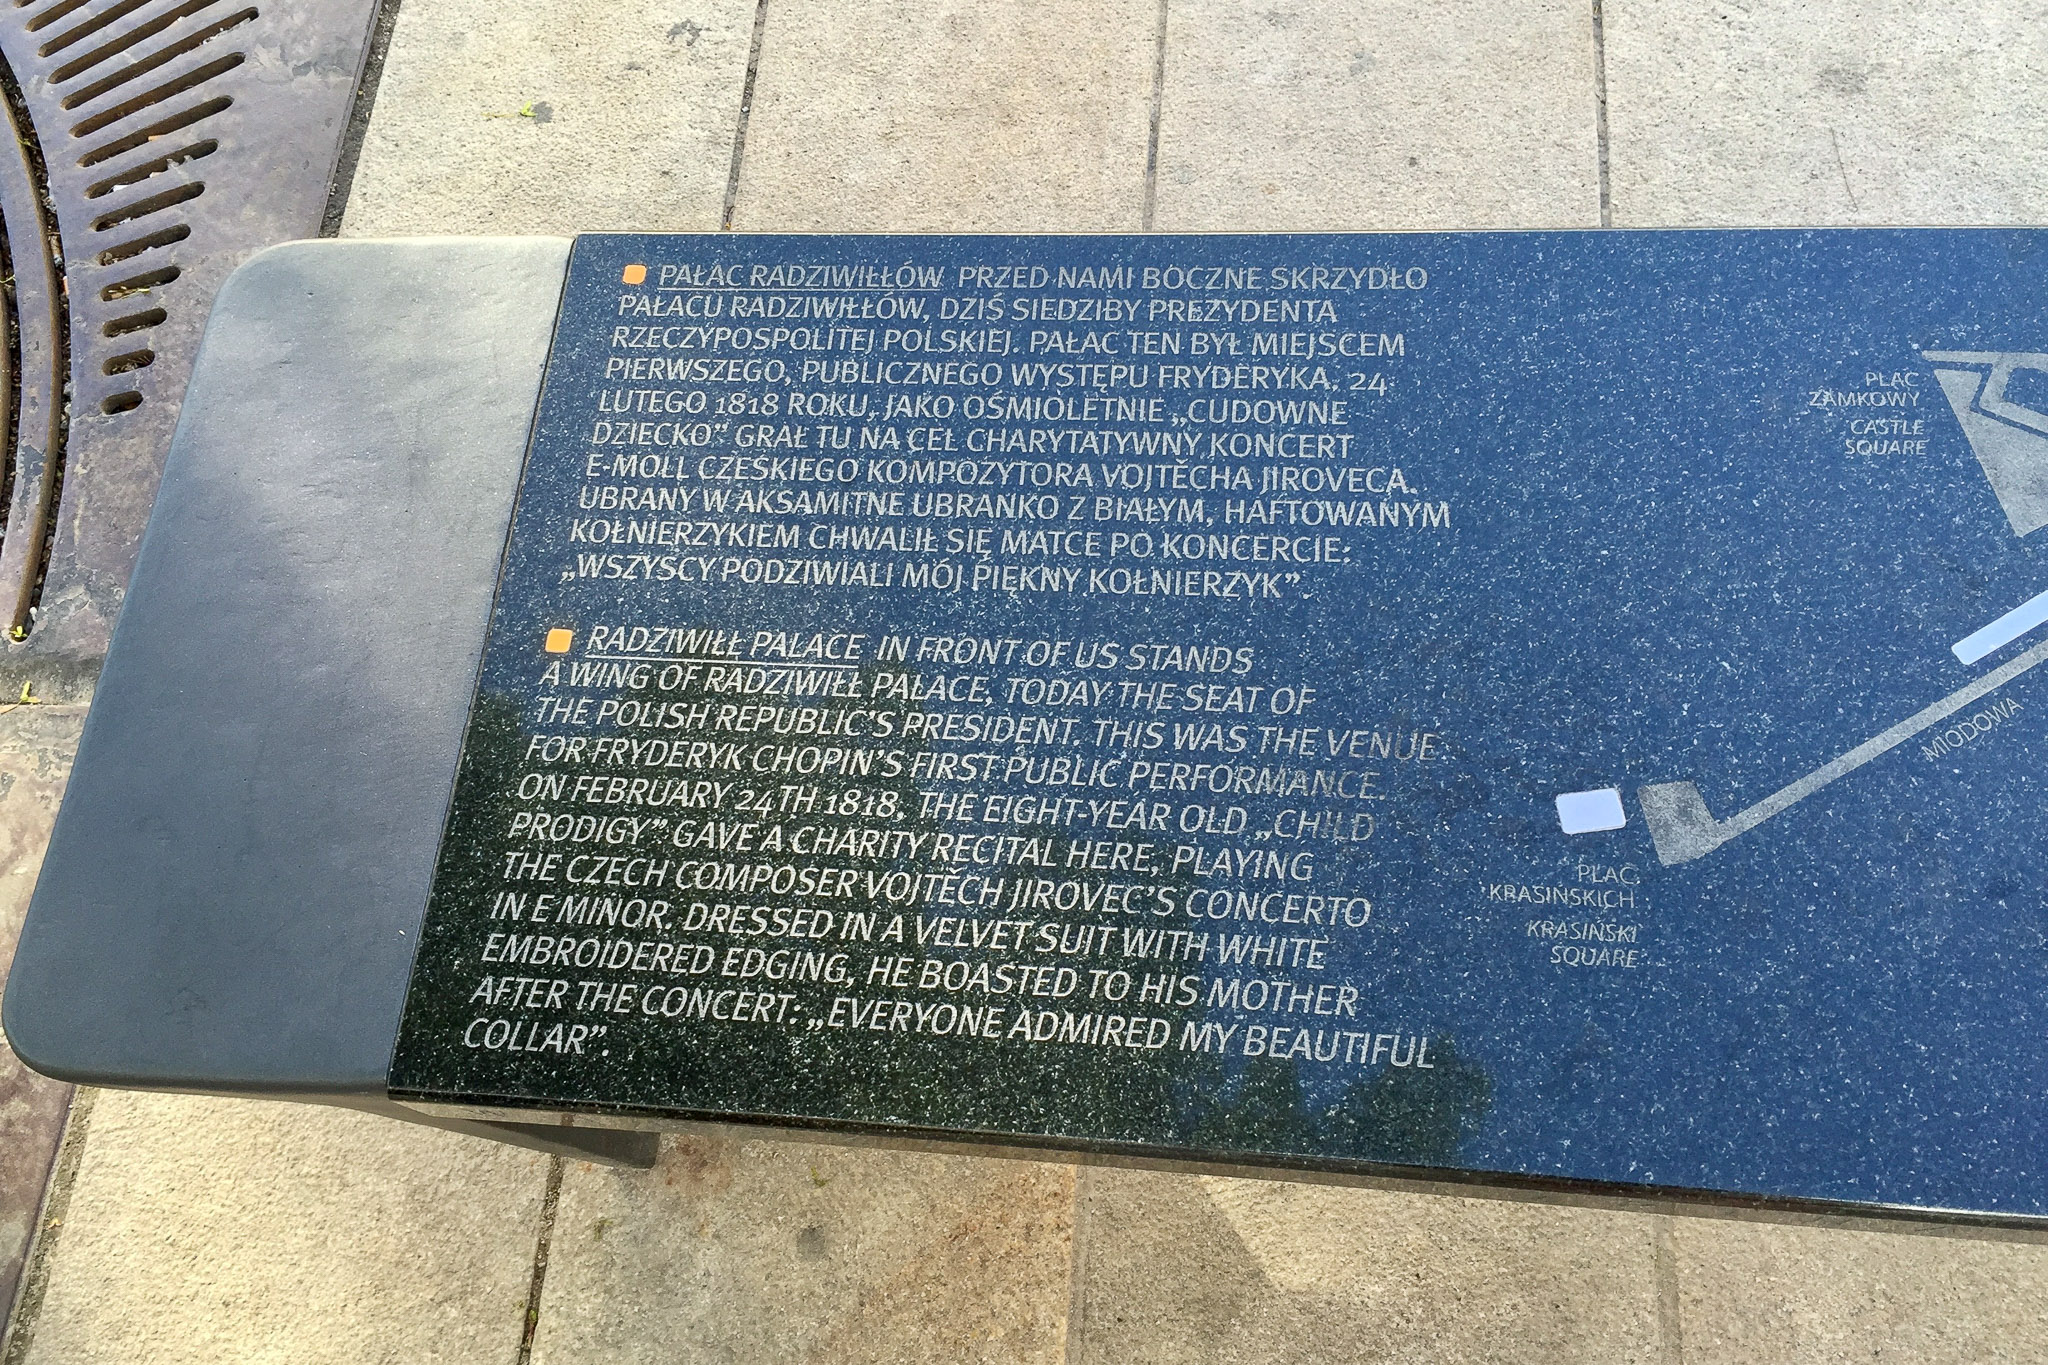 PAŁAC RADZIWIŁŁÓW PRZED NAMI BOCZNE SKRZYDŁO
PAŁACU RADZIWIŁŁÓW, DZIŚ SIEDZIBY PREZYDENTA
RZECZYPOSPOLITEJ POLSKIEJ. PAŁAC TEN BYŁ MIEJSCEM
PIERWSZEGO, PUBLICZNEGO WYSTĘPU FRYDERYKA, 24
LUTEGO 1818 ROKU, JAKO OŚMIOLETNIE „CUDOWNE
DZIECKO” GRAŁ TU NA CEL CHARYTATYWNY KONCERT
E-MOLL CZESKIEGO KOMPOZYTORA VOJTĚCHA JIROVECA.
UBRANY W AKSAMITNE UBRANKO Z BIAŁYM, HAFTOWANYM
KOŁNIERZYKIEM CHWALIŁ SIĘ MATCE PO KONCERCIE:
„WSZYSCY PODZIWIALI MÓJ PIĘKNY KOŁNIERZYK”.
RADZIWIŁŁ PALACE IN FRONT OF US STANDS
A WING OF RADZIWIŁŁ PALACE, TODAY THE SEAT OF
THE POLISH REPUBLIC'S PRESIDENT. THIS WAS THE VENUE
FOR FRYDERYK CHOPIN'S FIRST PUBLIC PERFORMANCE.
ON FEBRUARY 24TH 1818, THE EIGHT-YEAR OLD „CHILD
PRODIGY” GAVE A CHARITY RECITAL HERE, PLAYING
THE CZECH COMPOSER VOJTĚCH JIROVEC'S CONCERTO
IN E MINOR. DRESSED IN A VELVET SUIT WITH WHITE
EMBROIDERED EDGING, HE BOASTED TO HIS MOTHER
AFTER THE CONCERT: „EVERYONE ADMIRED MY BEAUTIFUL
COLLAR”.
PLAC
ZAMKOWY
CASTLE
SQUARE
MIODOWA
PLAC
KRASIŃSKICH
KRASIŃSKI
SQUARE